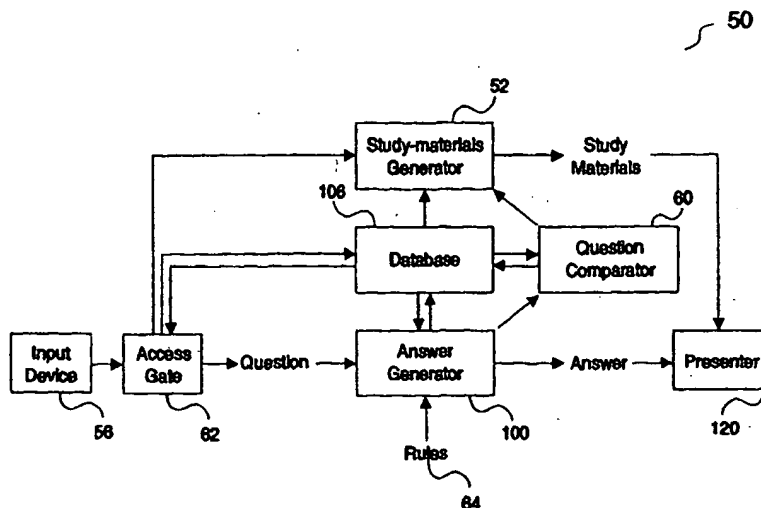 50
52
Study-materials
Generator
Study
Materials
106
60
Database
Question
Comparator
Input
Device
Access
Gate
Question
Answer
Generator
Answer
Presenter
56
62
100
120
Rules
64